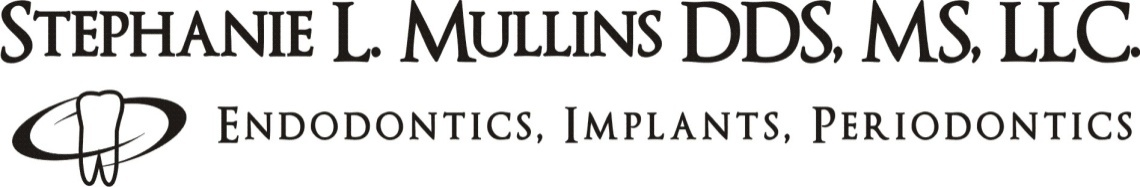 Stephanie L. Mullins DDS, MS, LLC.
Endodontics, Implants, Periodontics